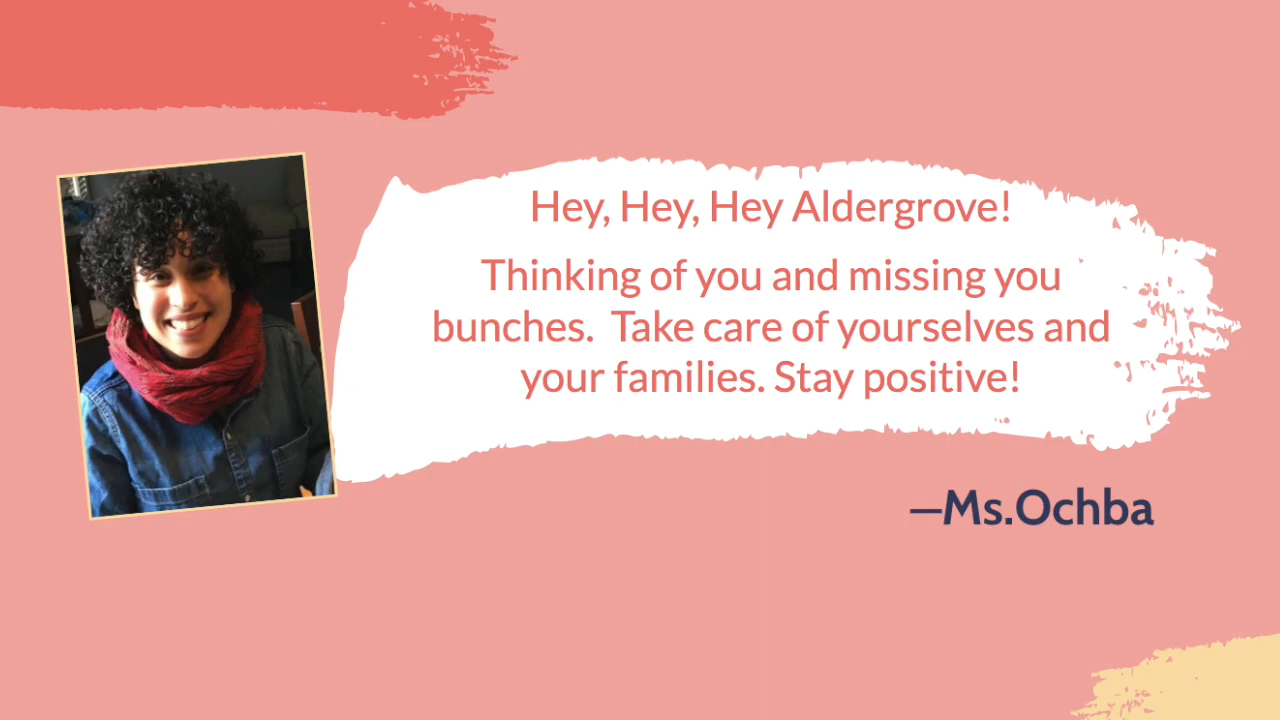 Hey, Hey, Hey Aldergrove!
Thinking of you and missing you
bunches.  Take care of yourselves and
your families. Stay positive!
—Ms.Ochba